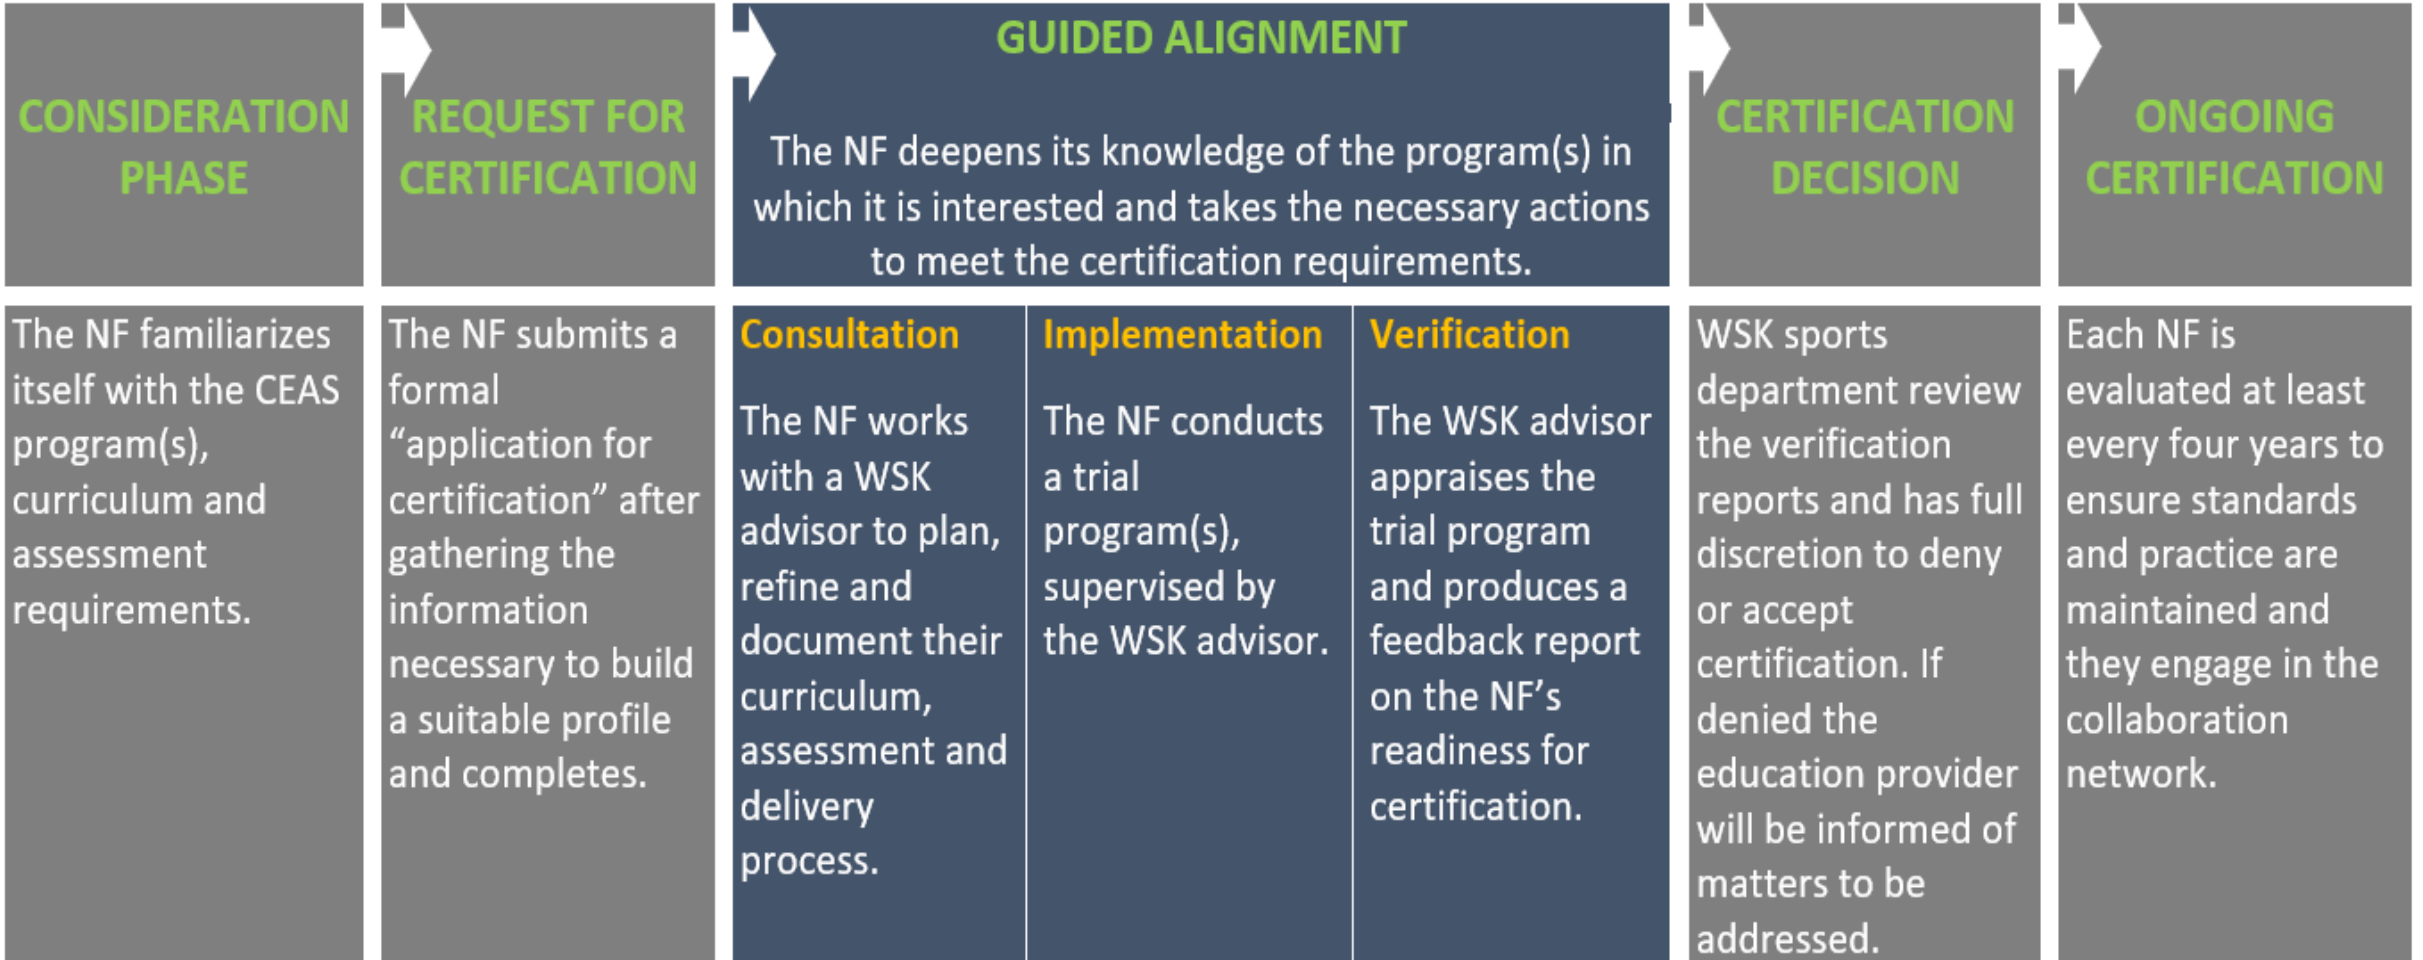 CONSIDERATION
PHASE
REQUEST FOR
CERTIFICATION
GUIDED ALIGNMENT
The NF deepens its knowledge of the program(s) in
which it is interested and takes the necessary actions
to meet the certification requirements.
CERTIFICATION
DECISION
ONGOING
CERTIFICATION
The NF familiarizes
itself with the CEAS
program(s),
curriculum and
assessment
requirements.
The NF submits a
formal
“application for
certification” after
gathering the
information
necessary to build
a suitable profile
and completes.
Consultation
The NF works
with a WSK
advisor to plan,
refine and
document their
curriculum,
assessment and
delivery
process.
Implementation
The NF conducts
a trial
program(s),
supervised by
the WSK advisor.
Verification
The WSK advisor
appraises the
trial program
and produces a
feedback report
on the NF’s
readiness for
certification.
WSK sports
department review
the verification
reports and has full
discretion to deny
or accept
certification. If
denied the
education provider
will be informed of
matters to be
addressed.
Each NF is
evaluated at least
every four years to
ensure standards
and practice are
maintained and
they engage in the
collaboration
network.